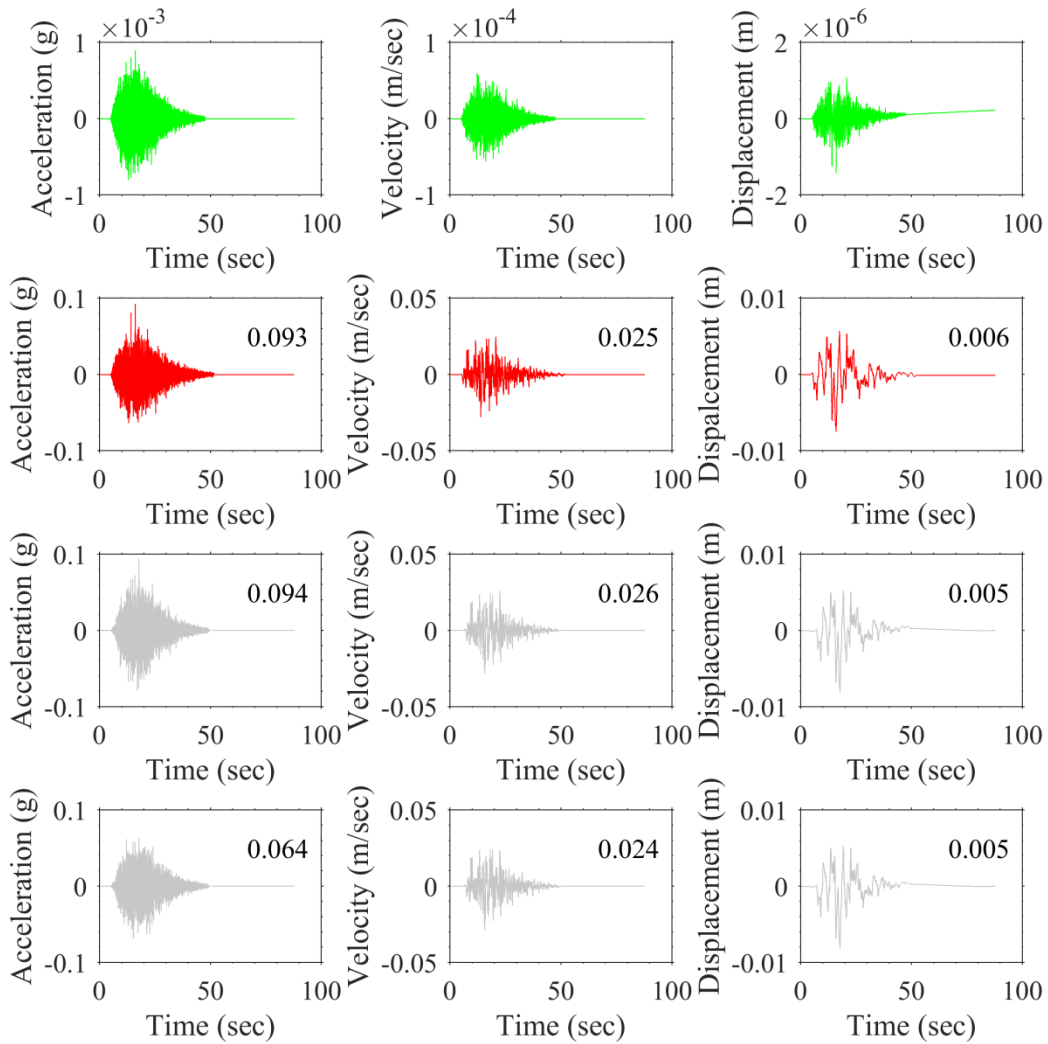 ×10⁻³
Acceleration (g)
1
0
-1
0 50 100
Time (sec)
×10⁻⁴
Velocity (m/sec)
1
0
-1
0 50 100
Time (sec)
×10⁻⁶
Displacement (m)
2
0
-2
0 50 100
Time (sec)
Acceleration (g)
0.1
0
-0.1
0.093
0 50 100
Time (sec)
Velocity (m/sec)
0.05
0
-0.05
0.025
0 50 100
Time (sec)
Dispalcement (m)
0.01
0
-0.01
0.006
0 50 100
Time (sec)
Acceleration (g)
0.1
0
-0.1
0.094
0 50 100
Time (sec)
Velocity (m/sec)
0.05
0
-0.05
0.026
0 50 100
Time (sec)
Displacement (m)
0.01
0
-0.01
0.005
0 50 100
Time (sec)
Acceleration (g)
0.1
0
-0.1
0.064
0 50 100
Time (sec)
Velocity (m/sec)
0.05
0
-0.05
0.024
0 50 100
Time (sec)
Displacement (m)
0.01
0
-0.01
0.005
0 50 100
Time (sec)